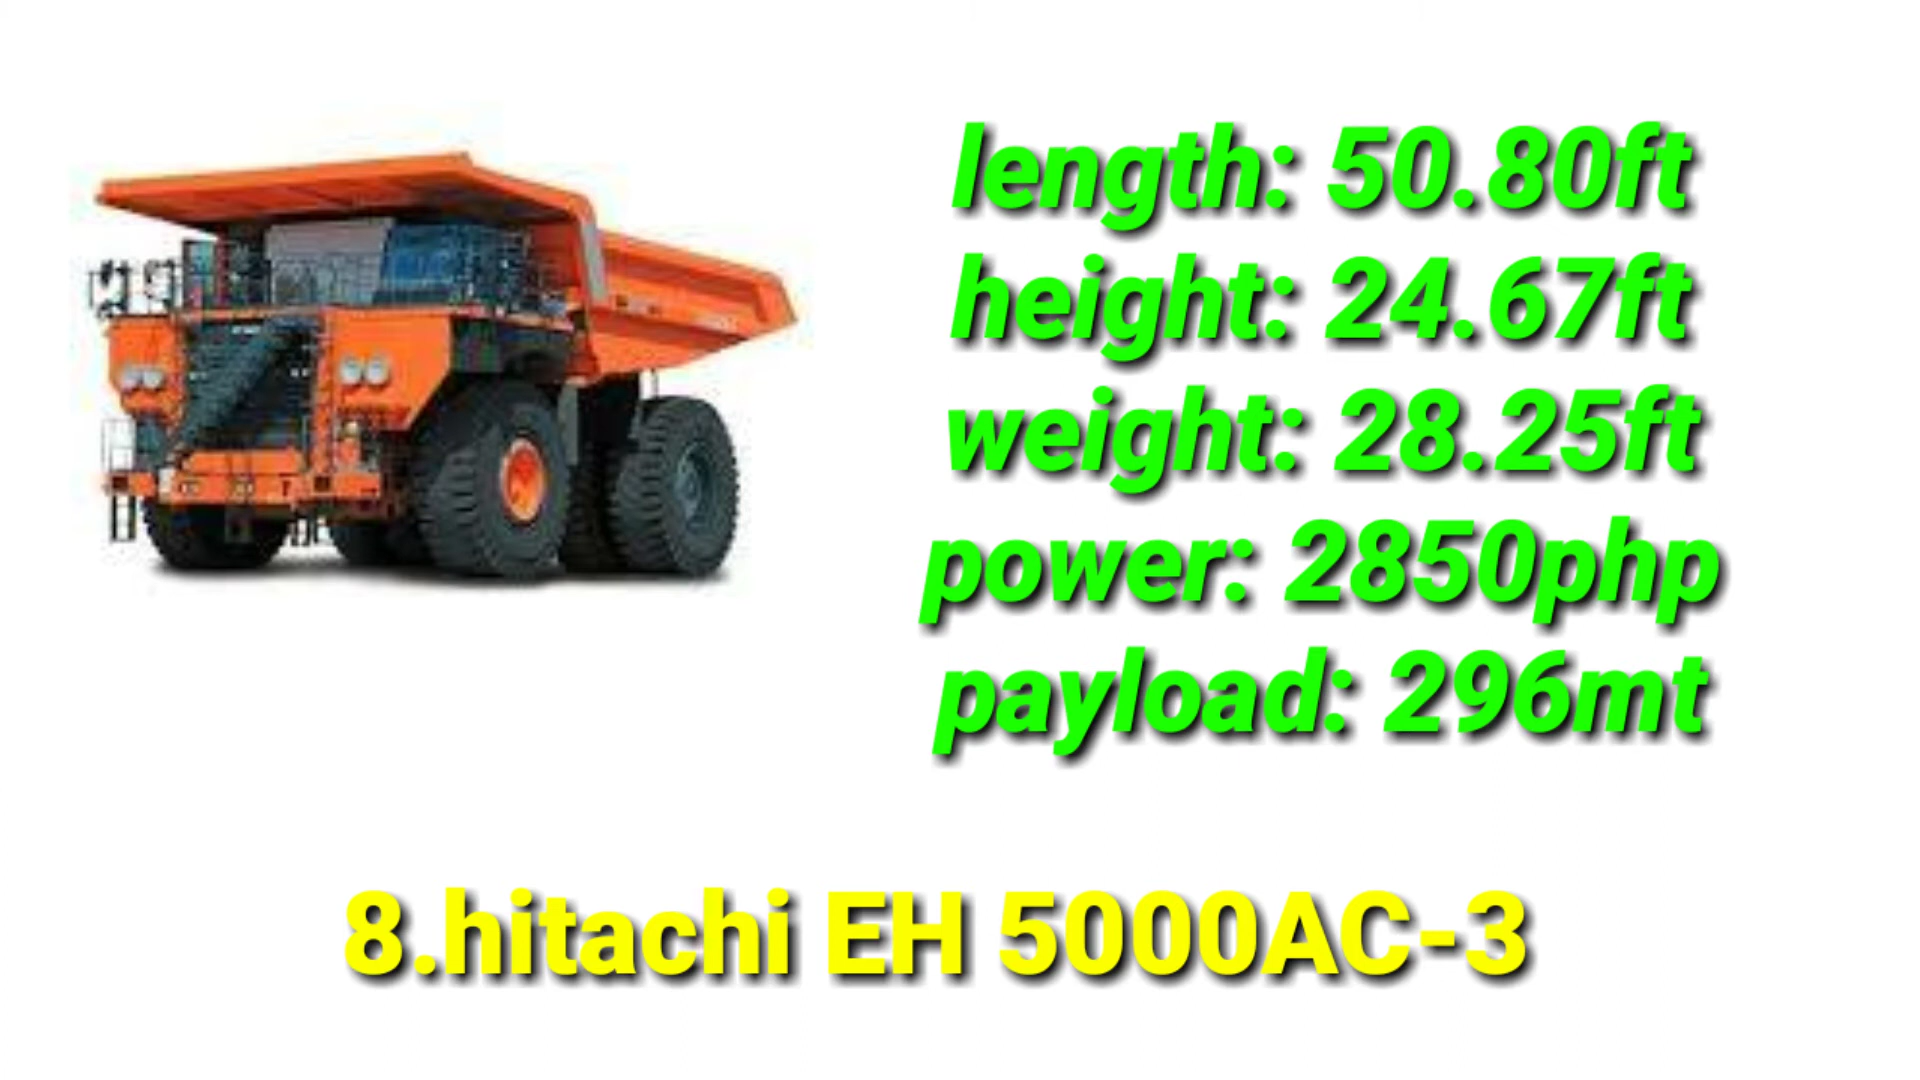 length: 50.80ft
height: 24.67ft
weight: 28.25ft
power: 2850php
payload: 296mt
8.hitachi EH 5000AC-3